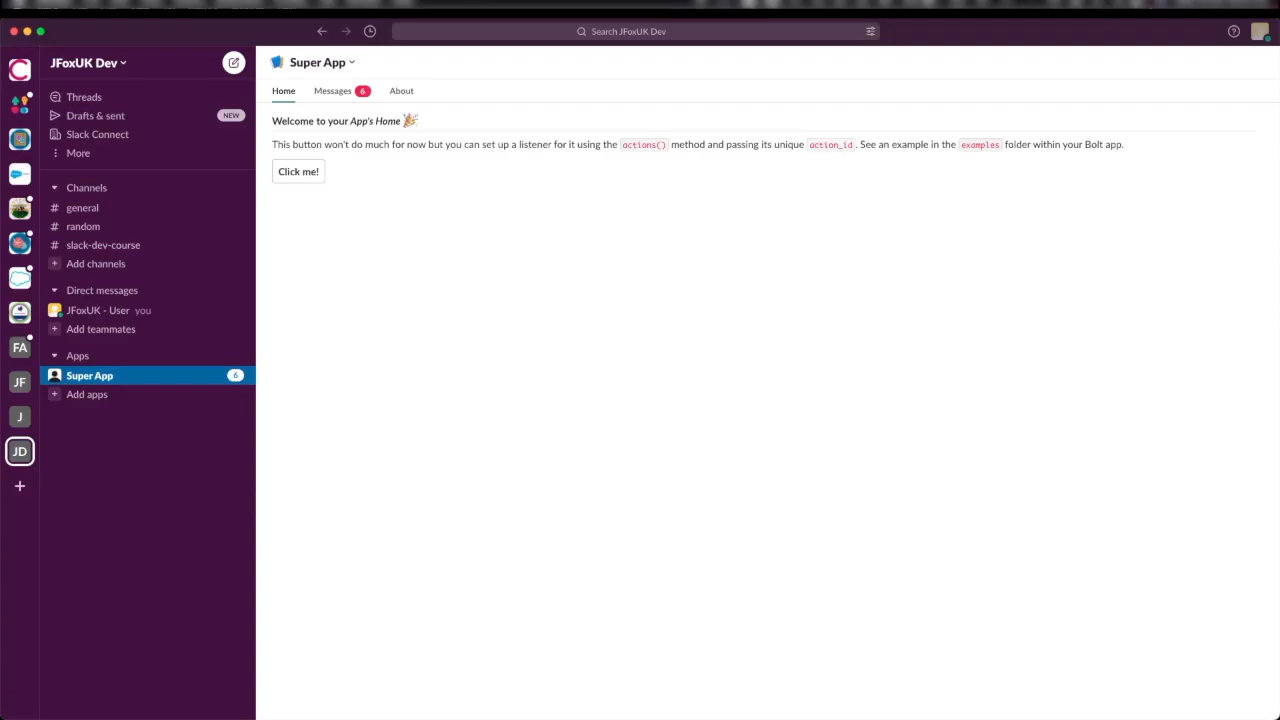 Search JFoxUK Dev
JFoxUK Dev
Threads
Drafts & sent NEW
Slack Connect
More
Channels
# general
# random
# slack-dev-course
+ Add channels
Direct messages
JFoxUK - User you
+ Add teammates
Apps
Super App 6
+ Add apps
FA
JF
J
JD
+
Super App
Home Messages 6 About
Welcome to your App's Home 🎉
This button won't do much for now but you can set up a listener for it using the actions() method and passing its unique action_id. See an example in the examples folder within your Bolt app.
Click me!